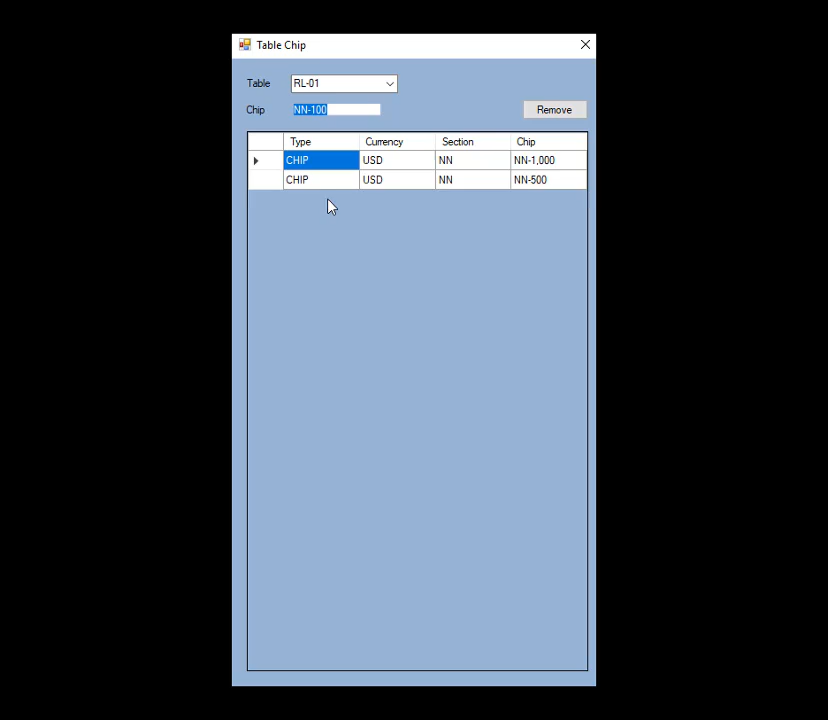 Table Chip
Table RL-01
Chip NN-100 Remove
Type Currency Section Chip
CHIP USD NN NN-1,000
CHIP USD NN NN-500